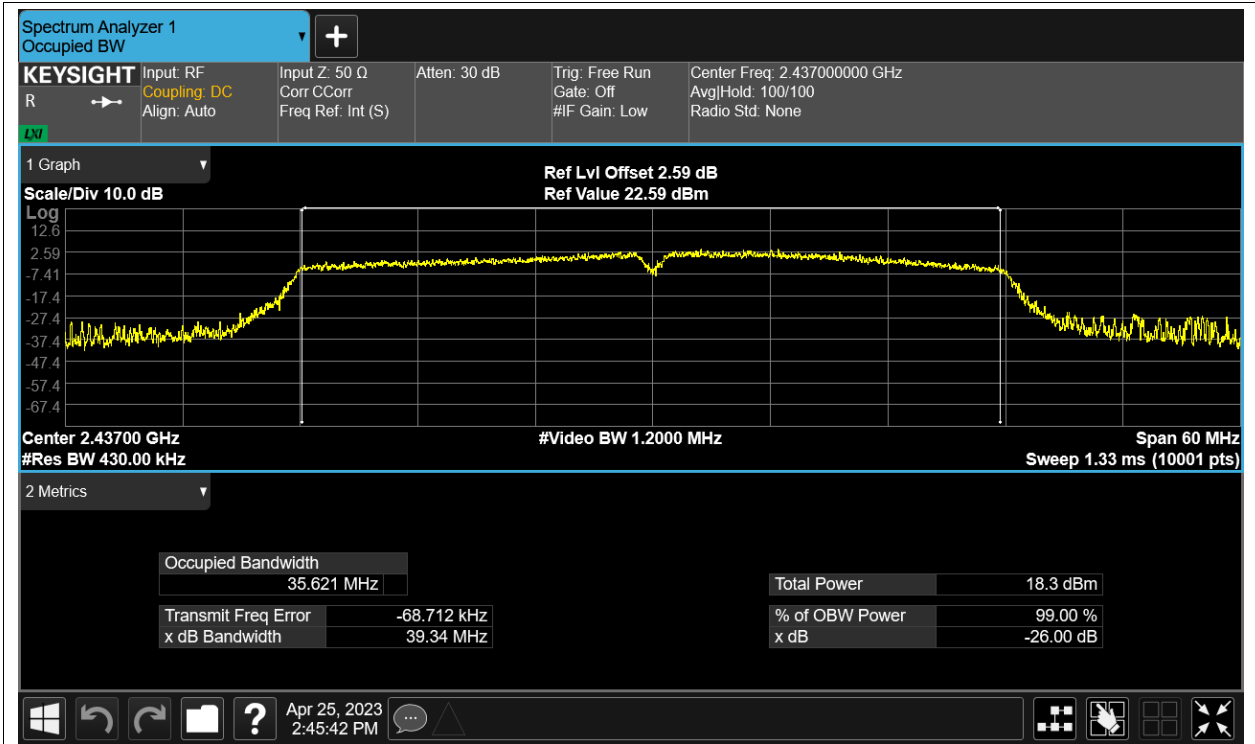 Spectrum Analyzer 1
Occupied BW
▼
+
KEYSIGHT
R
LXI
Input: RF
Coupling: DC
Align: Auto
Input Z: 50 Ω
Corr CCorr
Freq Ref: Int (S)
Atten: 30 dB
Trig: Free Run
Gate: Off
#IF Gain: Low
Center Freq: 2.437000000 GHz
Avg|Hold: 100/100
Radio Std: None
1 Graph ▼
Scale/Div 10.0 dB
Ref Lvl Offset 2.59 dB
Ref Value 22.59 dBm
Log
12.6
2.59
-7.41
-17.4
-27.4
-37.4
-47.4
-57.4
-67.4
Center 2.43700 GHz #Video BW 1.2000 MHz Span 60 MHz
#Res BW 430.00 kHz Sweep 1.33 ms (10001 pts)
2 Metrics ▼
Occupied Bandwidth
35.621 MHz
Transmit Freq Error -68.712 kHz
x dB Bandwidth 39.34 MHz
Total Power 18.3 dBm
% of OBW Power 99.00 %
x dB -26.00 dB
?
Apr 25, 2023
2:45:42 PM
...